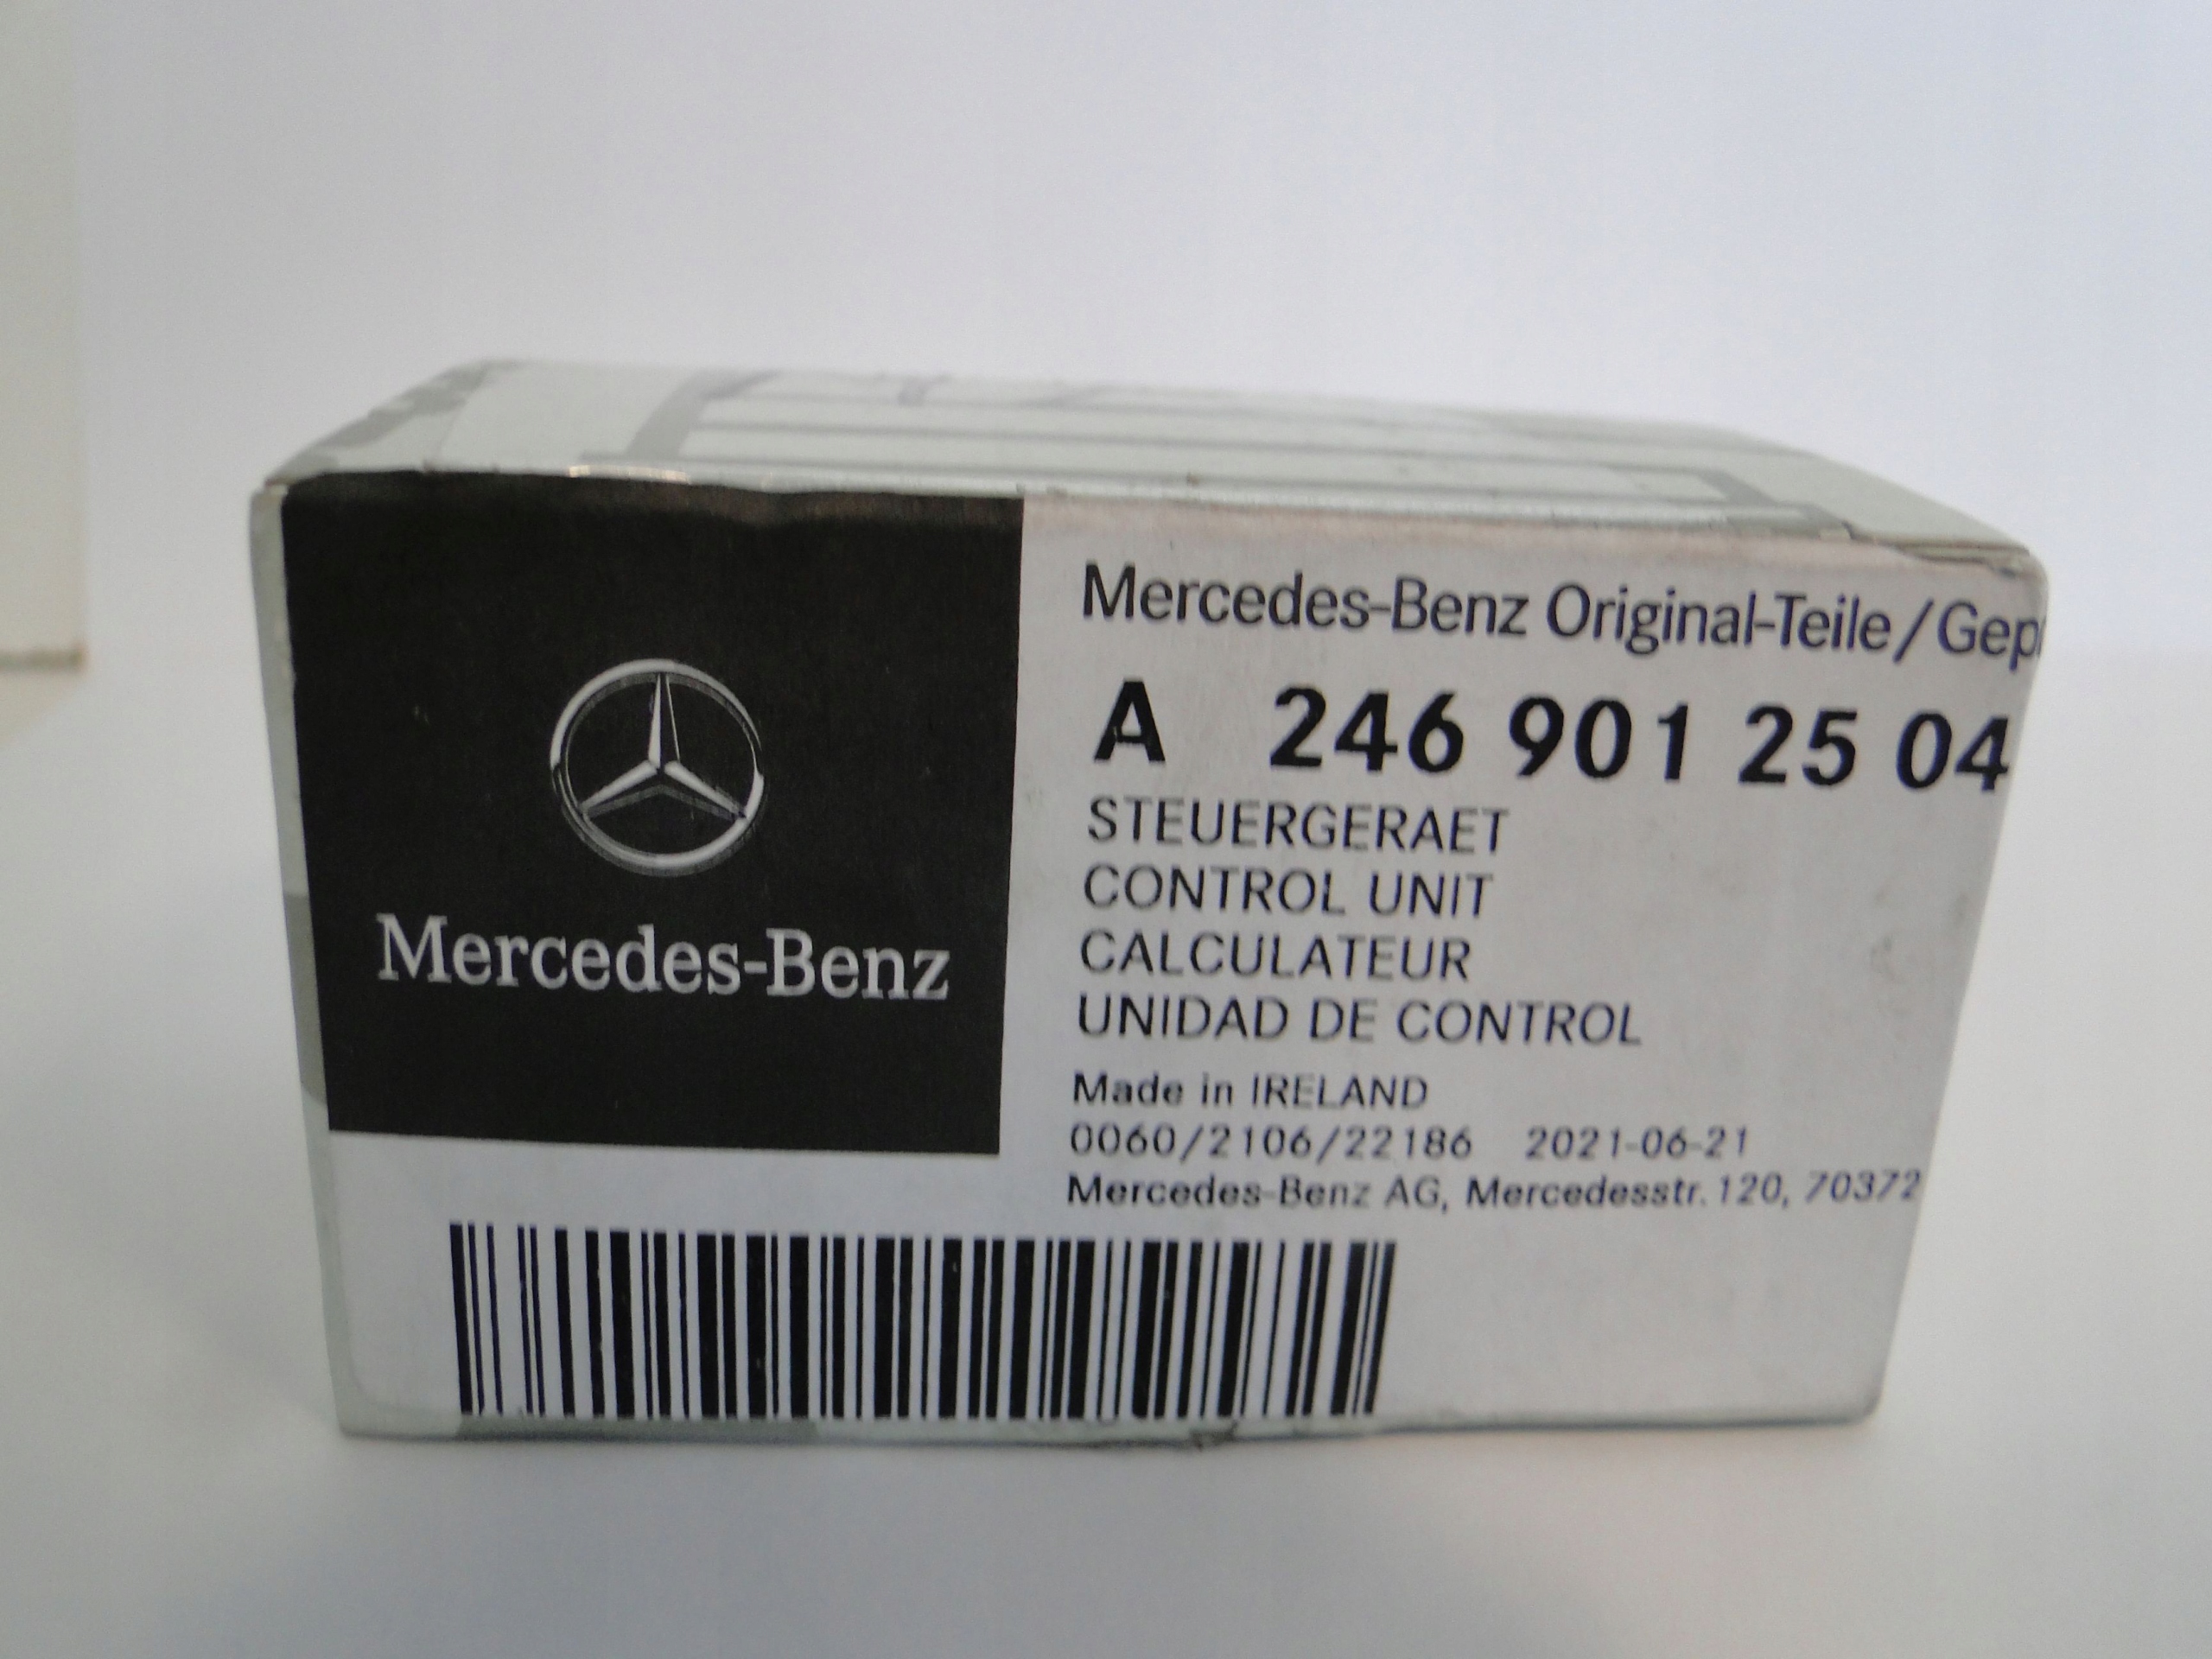 Mercedes-Benz
Mercedes-Benz Original-Teile/Gep
A 246 901 25 04
STEUERGERAET
CONTROL UNIT
CALCULATEUR
UNIDAD DE CONTROL
Made in IRELAND
0060/2106/22186 2021-06-21
Mercedes-Benz AG, Mercedesstr. 120, 70372